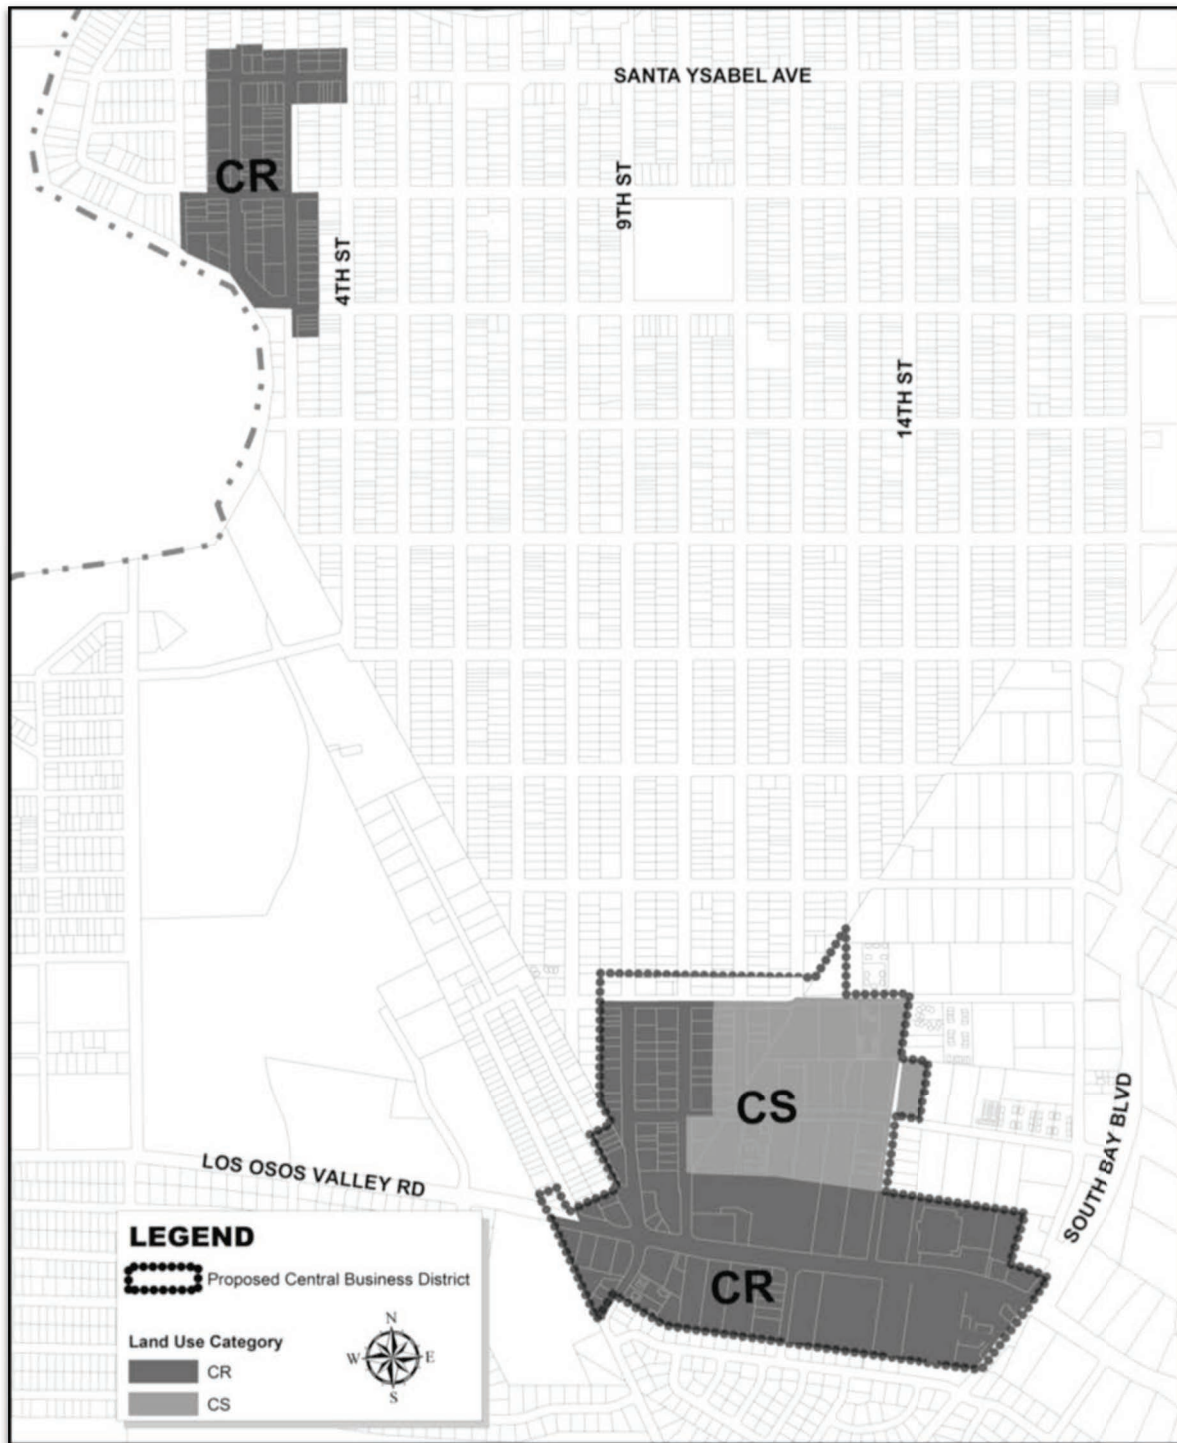 SANTA YSABEL AVE
CR
9TH ST
4TH ST
14TH ST
CS
SOUTH BAY BLVD
LOS OSOS VALLEY RD
CR
LEGEND
Proposed Central Business District
Land Use Category
CR
CS
N
W E
S